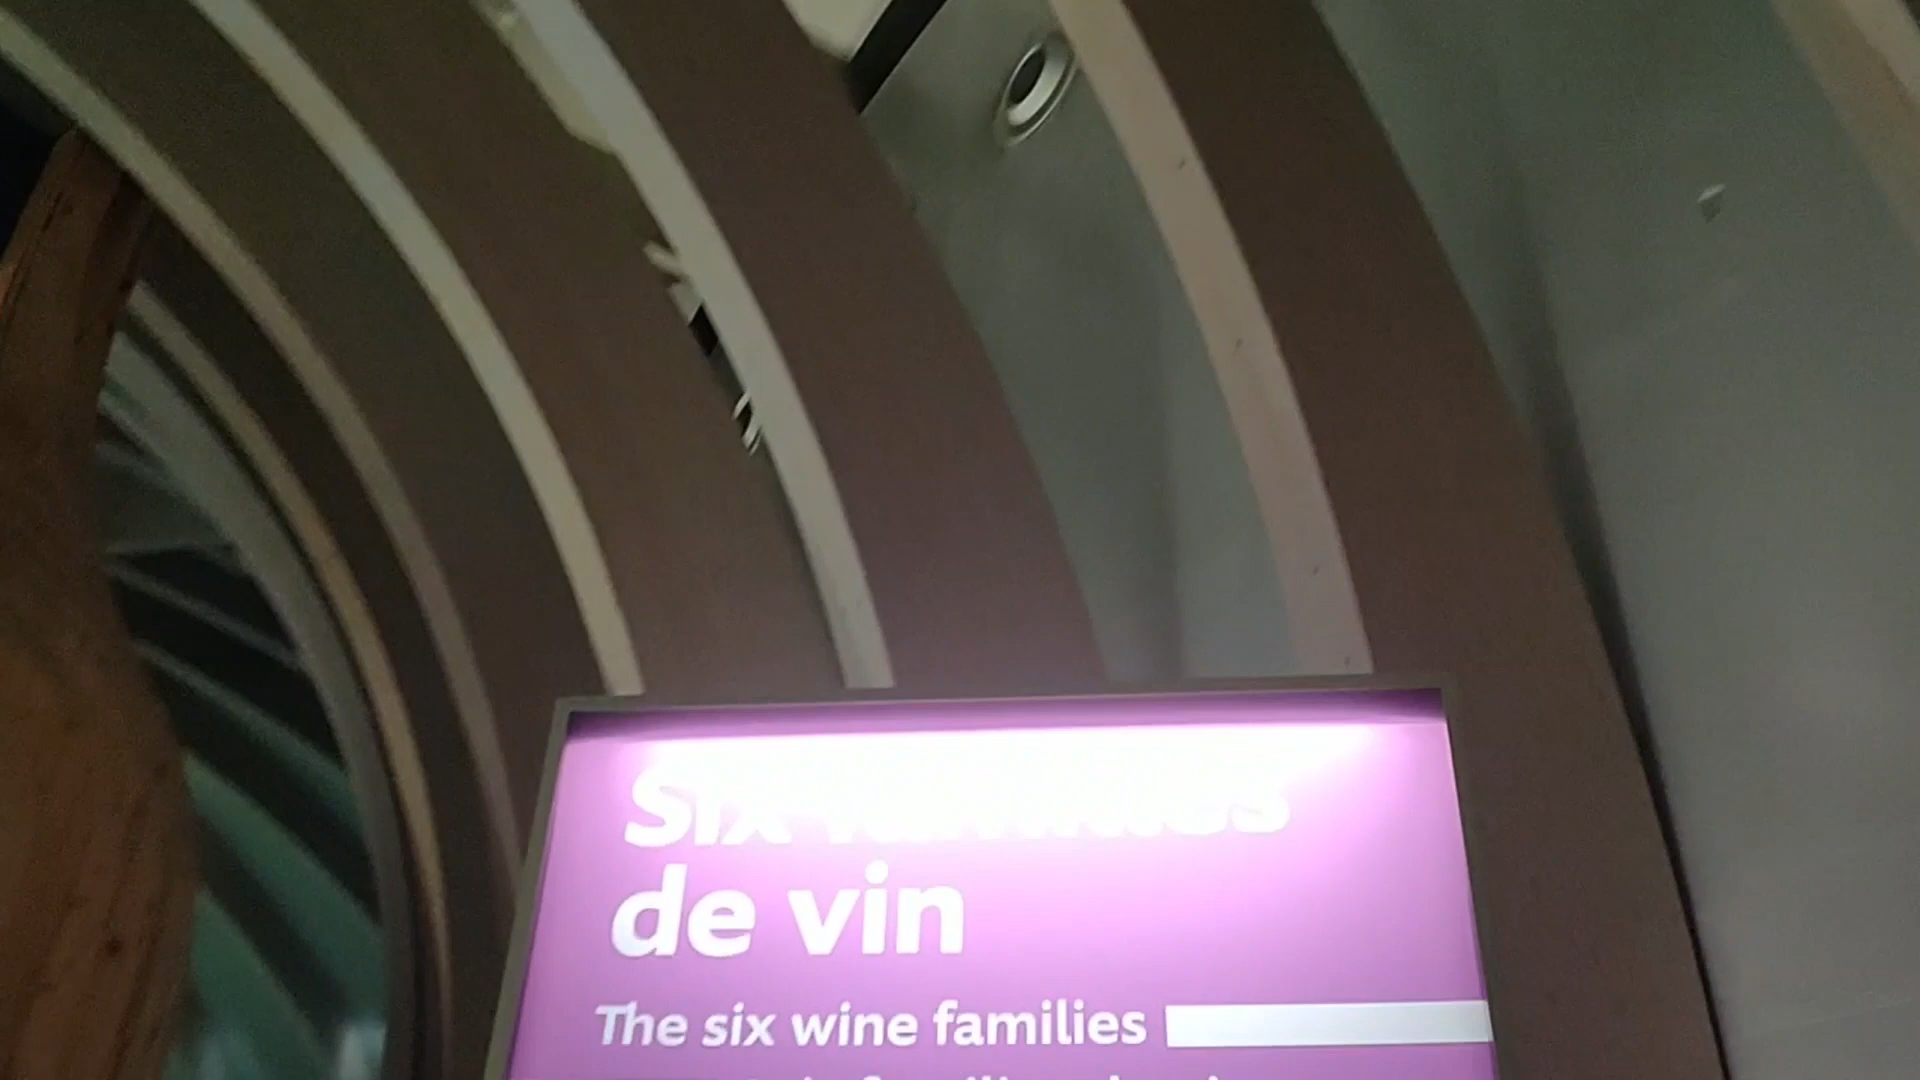 Six familles
de vin
The six wine families